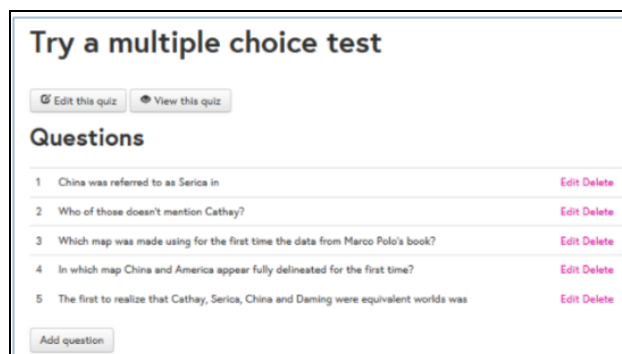 Try a multiple choice test
Edit this quiz View this quiz
Questions
1 China was referred to as Serica in Edit Delete
2 Who of those doesn't mention Cathay? Edit Delete
3 Which map was made using for the first time the data from Marco Polo's book? Edit Delete
4 In which map China and America appear fully delineated for the first time? Edit Delete
5 The first to realize that Cathay, Serica, China and Daming were equivalent worlds was Edit Delete
Add question